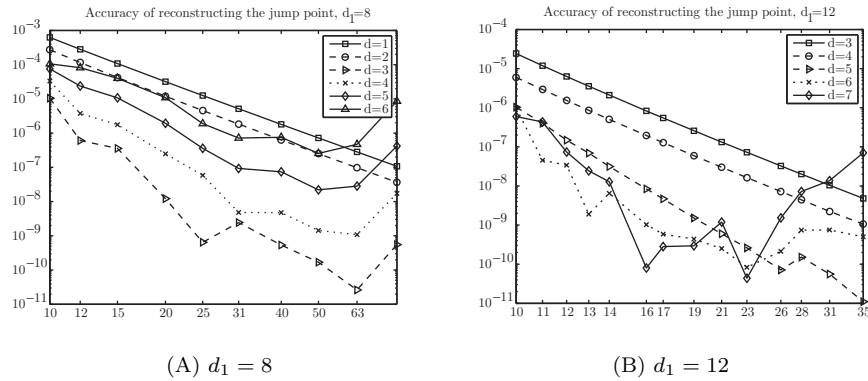 Accuracy of reconstructing the jump point, d₁=8
10⁻³
10⁻⁴
10⁻⁵
10⁻⁶
10⁻⁷
10⁻⁸
10⁻⁹
10⁻¹⁰
10⁻¹¹
10 12 15 20 25 31 40 50 63
d=1
d=2
d=3
d=4
d=5
d=6
(A) d₁ = 8
Accuracy of reconstructing the jump point, d₁=12
10⁻⁴
10⁻⁵
10⁻⁶
10⁻⁷
10⁻⁸
10⁻⁹
10⁻¹⁰
10⁻¹¹
10 11 12 13 14 16 17 19 21 23 26 28 31 35
d=3
d=4
d=5
d=6
d=7
(B) d₁ = 12